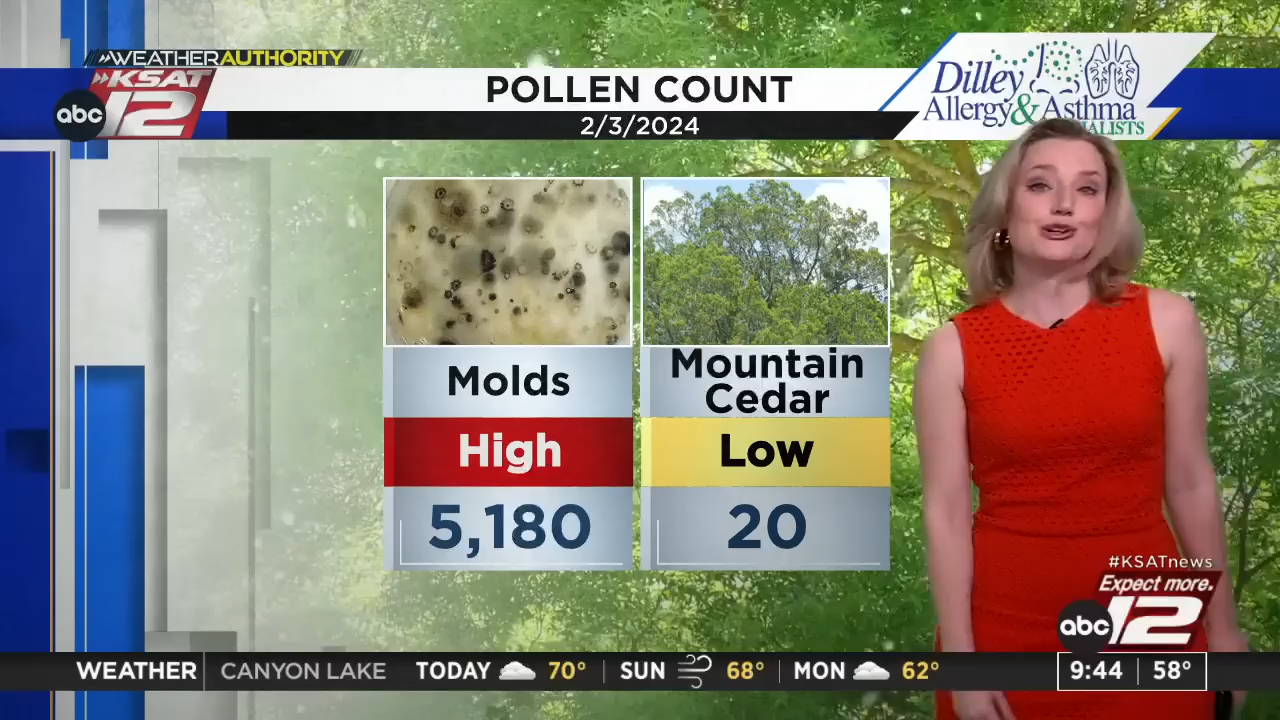 WEATHER AUTHORITY
KSAT
abc 12
POLLEN COUNT
2/3/2024
Dilley
Allergy & Asthma
Molds
High
5,180
Mountain
Cedar
Low
20
#KSATnews
Expect more.
abc 12
WEATHER CANYON LAKE TODAY 70° SUN 68° MON 62° 9:44 58°